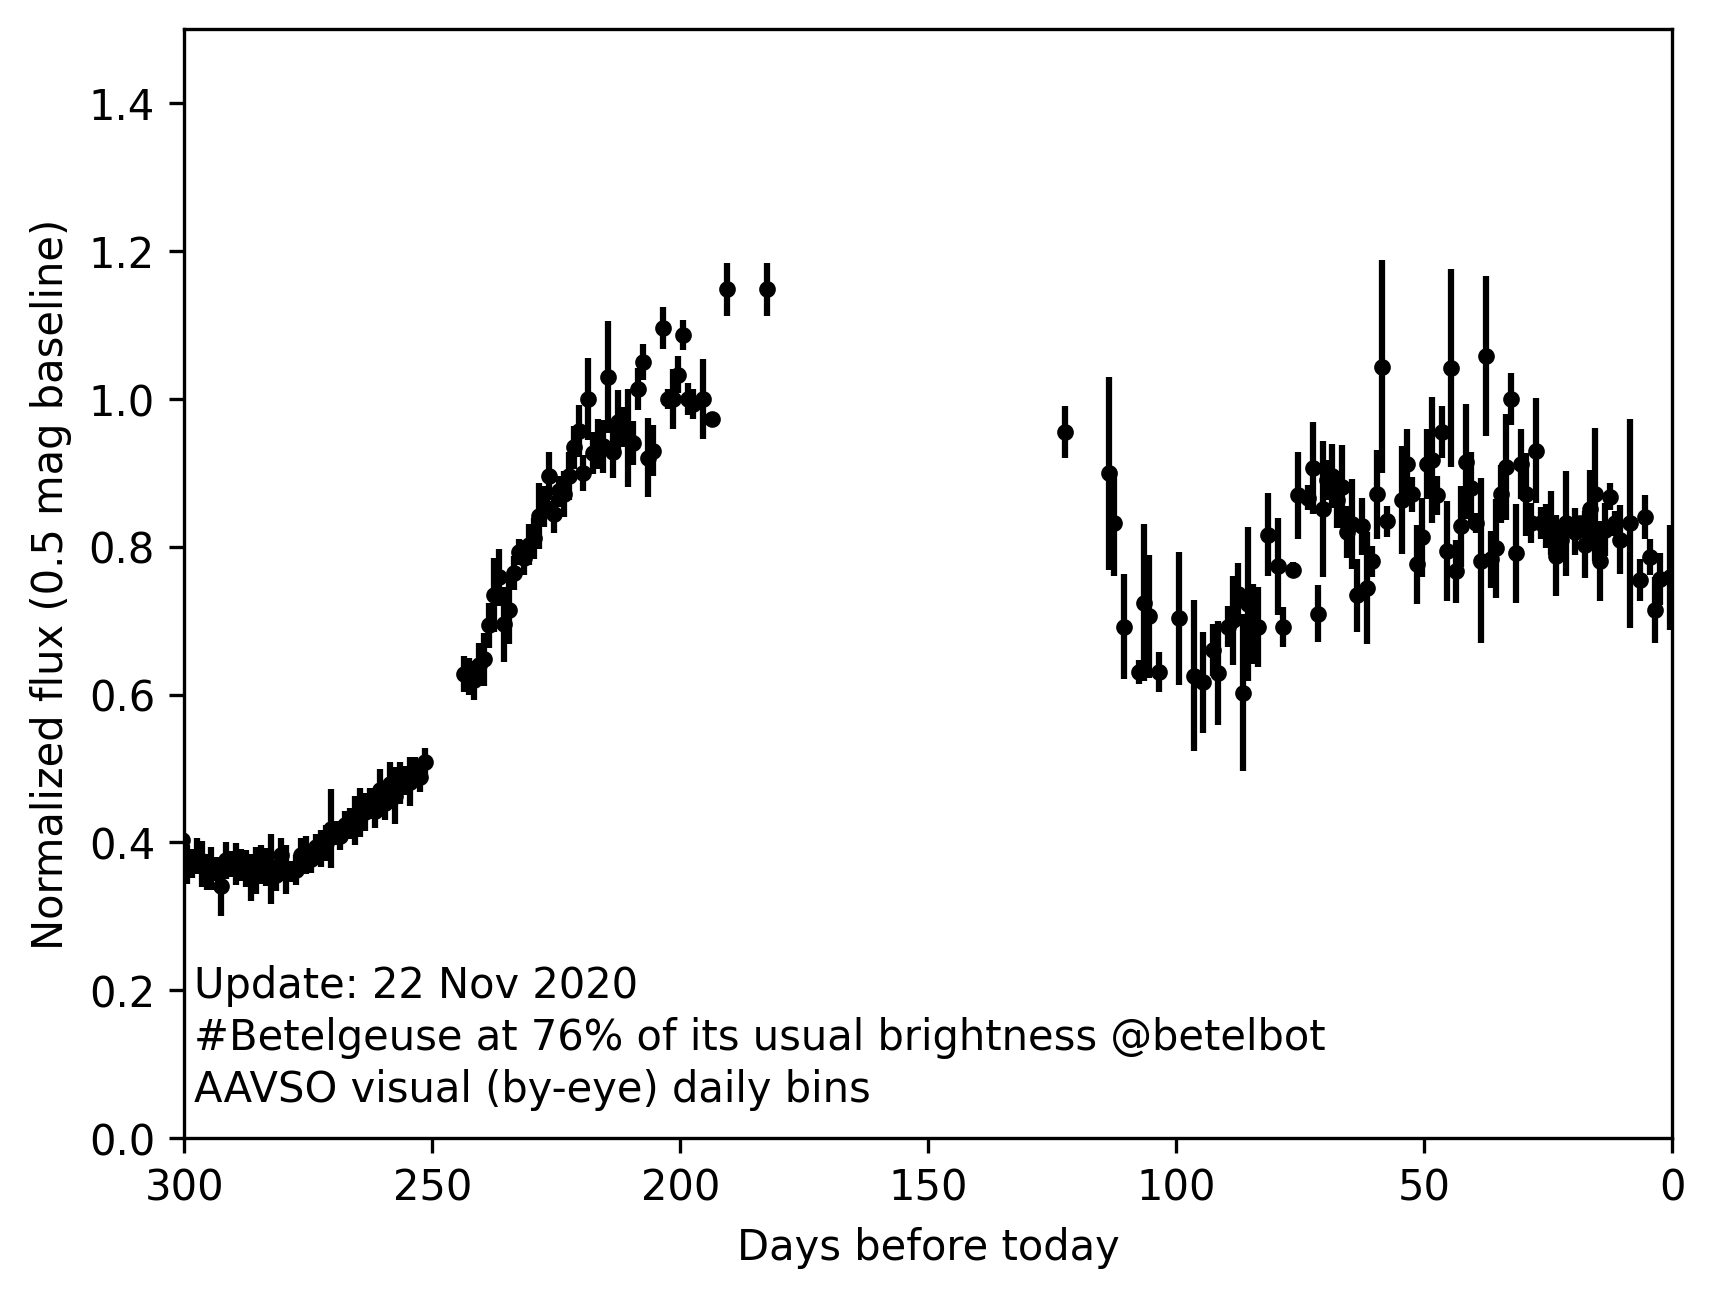 1.4
1.2
1.0
0.8
0.6
0.4
0.2
0.0
Normalized flux (0.5 mag baseline)
Update: 22 Nov 2020
#Betelgeuse at 76% of its usual brightness @betelbot
AAVSO visual (by-eye) daily bins
300 250 200 150 100 50 0
Days before today